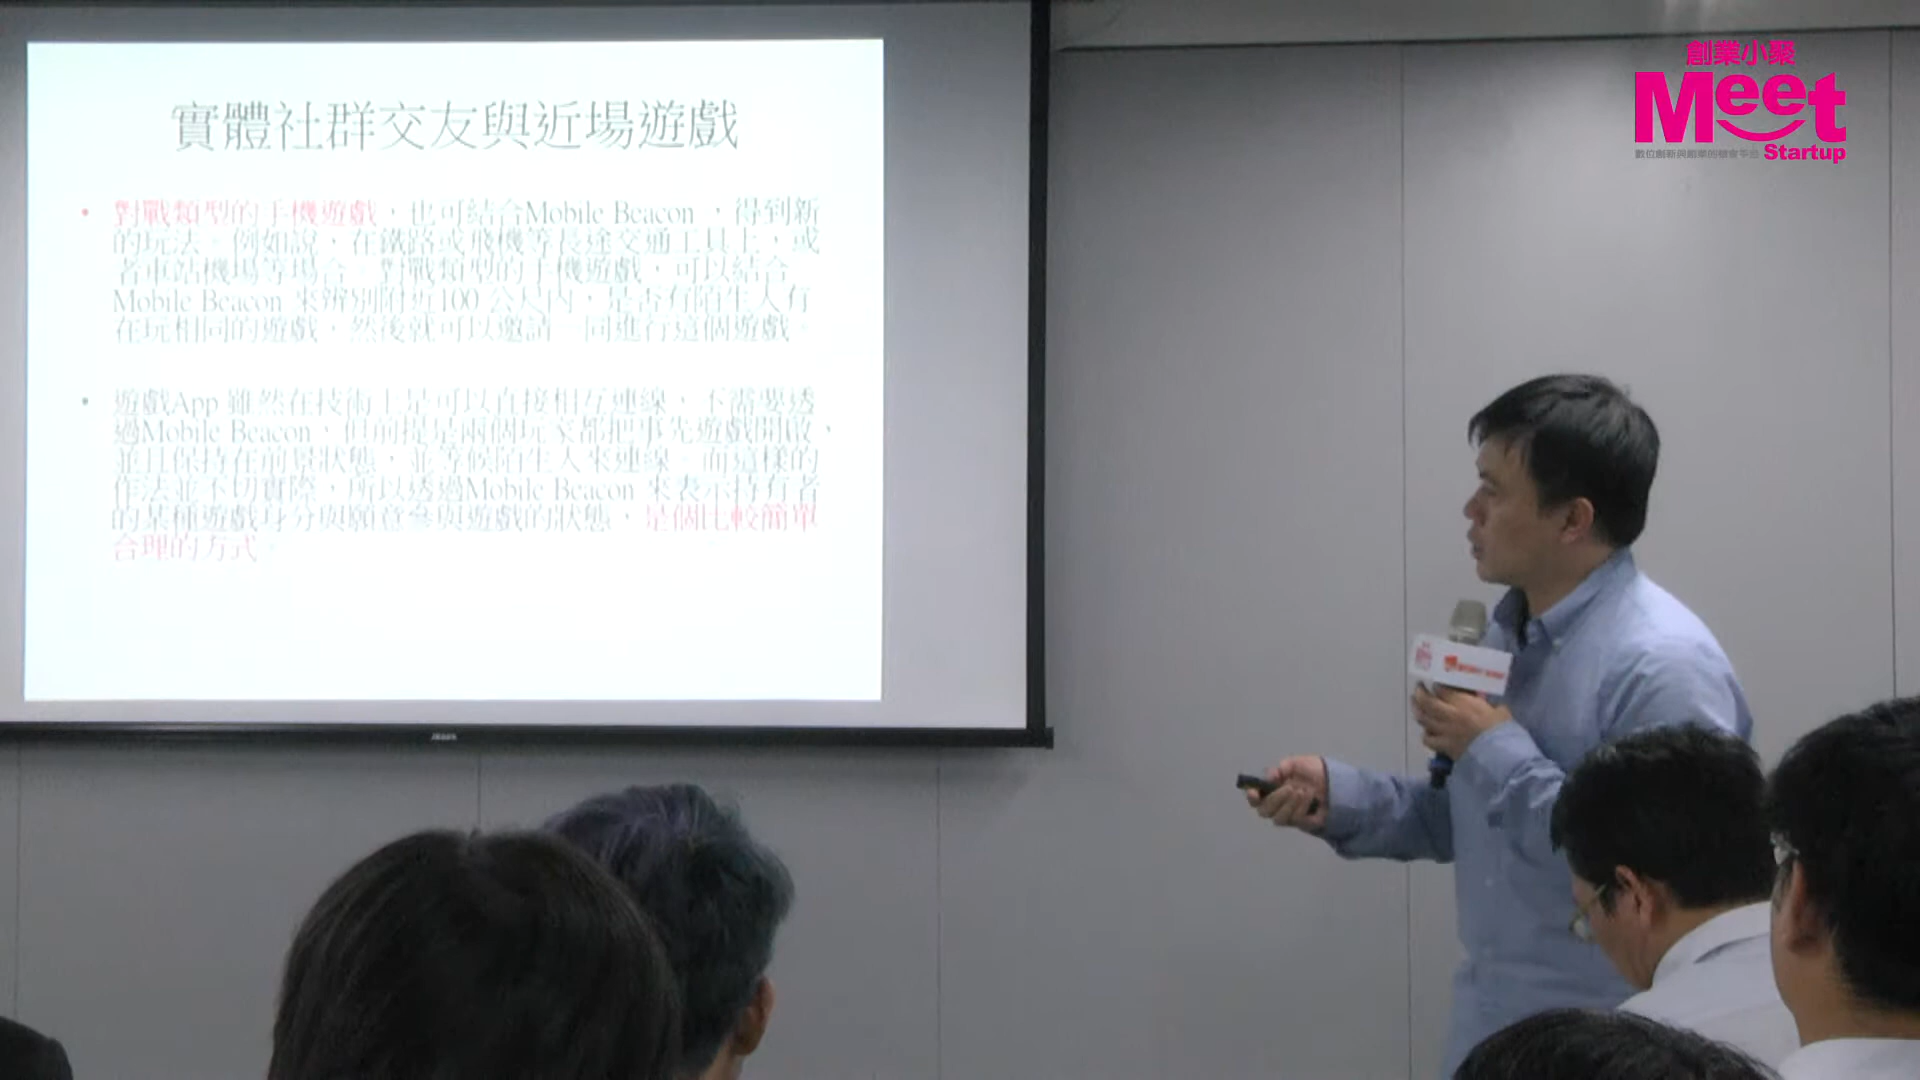 創業小聚
Meet
Startup
數位創新與創業的機會平台
實體社群交友與近場遊戲
• 對戰類型的手機遊戲，也可結合Mobile Beacon ，得到新
的玩法。例如說，在鐵路或飛機等長途交通工具上，或
者車站機場等場合。對戰類型的手機遊戲，可以結合
Mobile Beacon 來辨別附近100 公尺內，是否有陌生人有
在玩相同的遊戲，然後就可以邀請一同進行這個遊戲。
• 遊戲App 雖然在技術上是可以直接相互連線，不需要透
過Mobile Beacon，但前提是兩個玩家都把事先遊戲開啟，
並且保持在前景狀態，並等候陌生人來連線。而這樣的
作法並不切實際，所以透過Mobile Beacon 來表示持有者
的某種遊戲身分與願意參與遊戲的狀態，是個比較簡單
合理的方式。